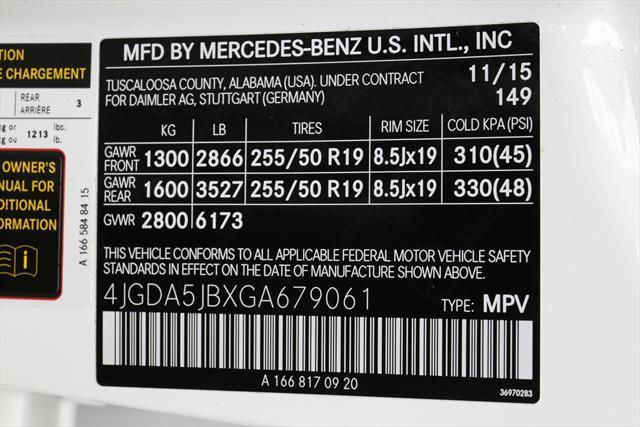 TION
E CHARGEMENT
REAR
ARRIÈRE 3
g or
g ou 1213 lbs.
lb.
OWNER'S
NUAL FOR
DITIONAL
ORMATION
i
A 166 584 84 15
MFD BY MERCEDES-BENZ U.S. INTL., INC
TUSCALOOSA COUNTY, ALABAMA (USA). UNDER CONTRACT 11/15
FOR DAIMLER AG, STUTTGART (GERMANY) 149
KG LB TIRES RIM SIZE COLD KPA(PSI)
GAWR
FRONT 1300 2866 255/50 R19 8.5Jx19 310(45)
GAWR
REAR 1600 3527 255/50 R19 8.5Jx19 330(48)
GVWR 2800 6173
THIS VEHICLE CONFORMS TO ALL APPLICABLE FEDERAL MOTOR VEHICLE SAFETY
STANDARDS IN EFFECT ON THE DATE OF MANUFACTURE SHOWN ABOVE.
4JGDA5JBXGA679061 TYPE: MPV
A 166 817 09 20
36970283